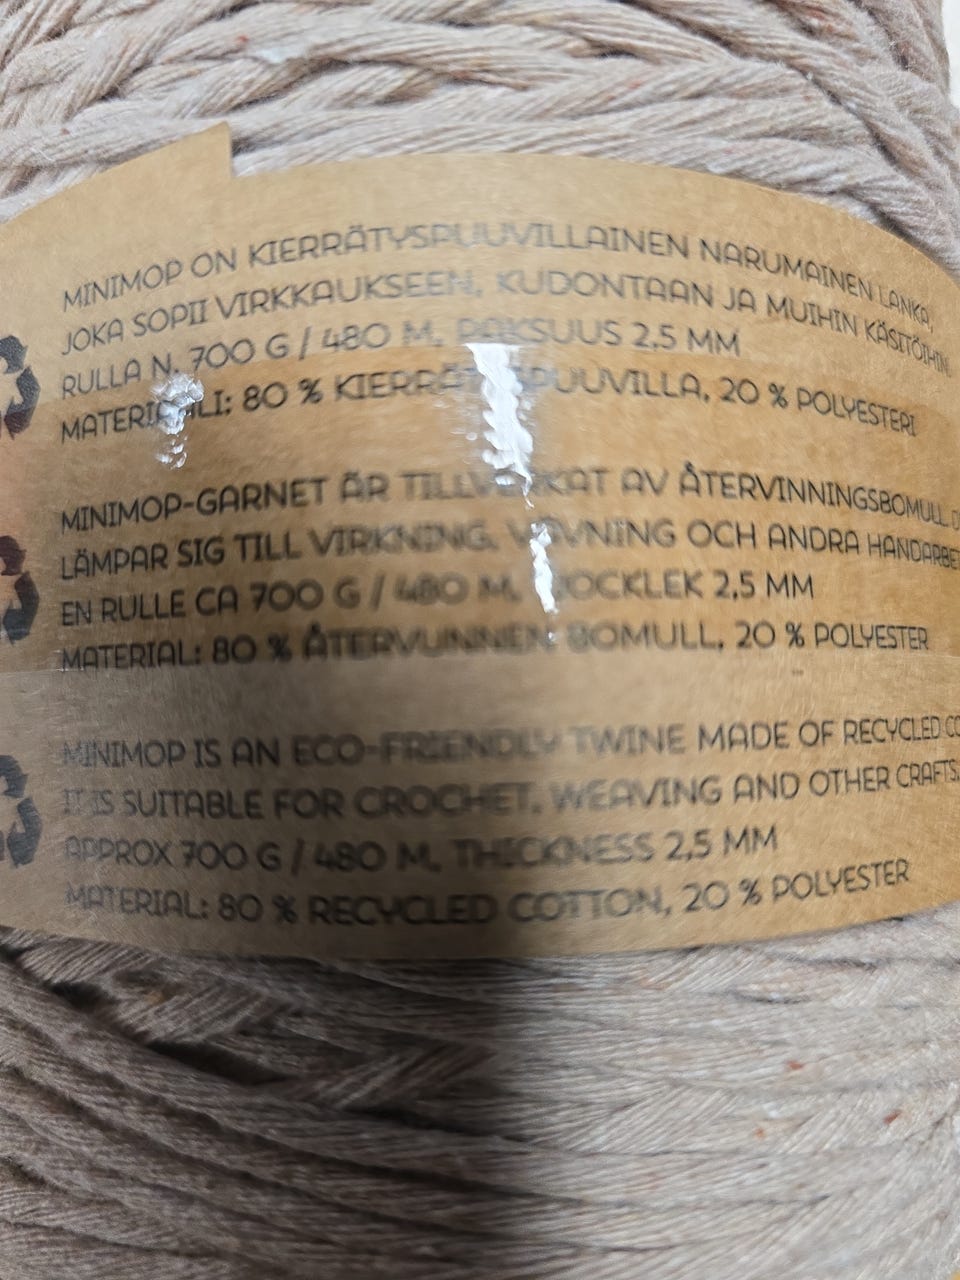 MINIMOP ON KIERRÄTYSPUUVILLAINEN NARUMAINEN LANKA,
JOKA SOPII VIRKKAUKSEEN, KUDONTAAN JA MUIHIN KÄSITÖIHIN.
RULLA N. 700 G / 480 M, PAKSUUS 2,5 MM
80 % 20 % POLYESTERI
MINIMOP-GARNET ÄR TILLVERKAT AV ÅTERVINNINGSBOMULL.
LÄMPAR SIG TILL VIRKNING, VÄVNING OCH ANDRA
EN RULLE CA 700 G / 480 M, TJOCKLEK 2,5 MM
MATERIAL: 80 % ÅTERVUNNEN BOMULL, 20 % POLYESTER
MINIMOP IS AN ECO-FRIENDLY TWINE MADE OF RECYCLED
IT IS SUITABLE FOR CROCHET, WEAVING AND OTHER CRAFTS.
APPROX 700 G / 480 M, THICKNESS 2,5 MM
MATERIAL: 80 % RECYCLED COTTON, 20 % POLYESTER